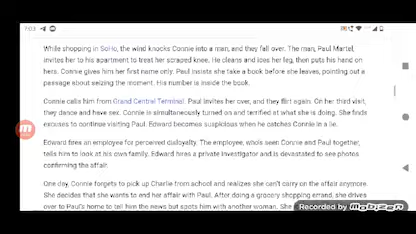 7:03
While shopping in SoHo, the wind knocks Connie into a man, and they fall over. The man, Paul Martel,
invites her to his apartment to treat her scraped knee. He cleans and ices her leg, then puts his hand on
hers. Connie gives him her first name only. Paul insists she take a book before she leaves, pointing out a
passage about seizing the moment. His number is inside the book.
Connie calls him from Grand Central Terminal. Paul invites her over, and they flirt again. On her third visit,
they dance and have sex. Connie is simultaneously turned on and terrified at what she is doing. She finds
excuses to continue visiting Paul. Edward becomes suspicious when he catches Connie in a lie.
Edward fires an employee for perceived disloyalty. The employee, who's seen Connie and Paul together,
tells him to look at his own family. Edward hires a private investigator and is devastated to see photos
confirming the affair.
One day, Connie forgets to pick up Charlie from school and realizes she can't carry on the affair anymore.
She decides that she wants to end her affair with Paul. After doing a grocery shopping errand, she drives
over to Paul's home to tell him the news but spots him with another woman. She
Recorded by Mobizen